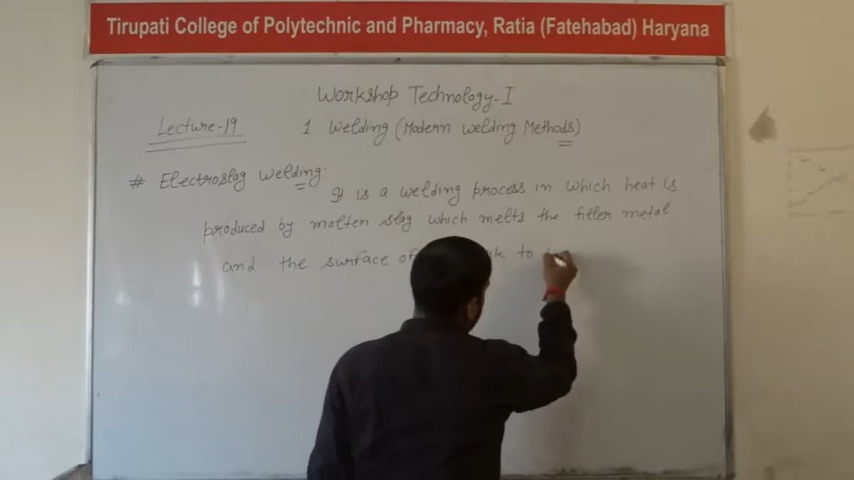 Tirupati College of Polytechnic and Pharmacy, Ratia (Fatehabad) Haryana
Workshop Technology-I
Lecture-19 1 Welding (Modern welding Methods)
# Electroslag welding:
It is a welding process in which heat is
produced by molten slag which melts the filler metal
and the surface of to